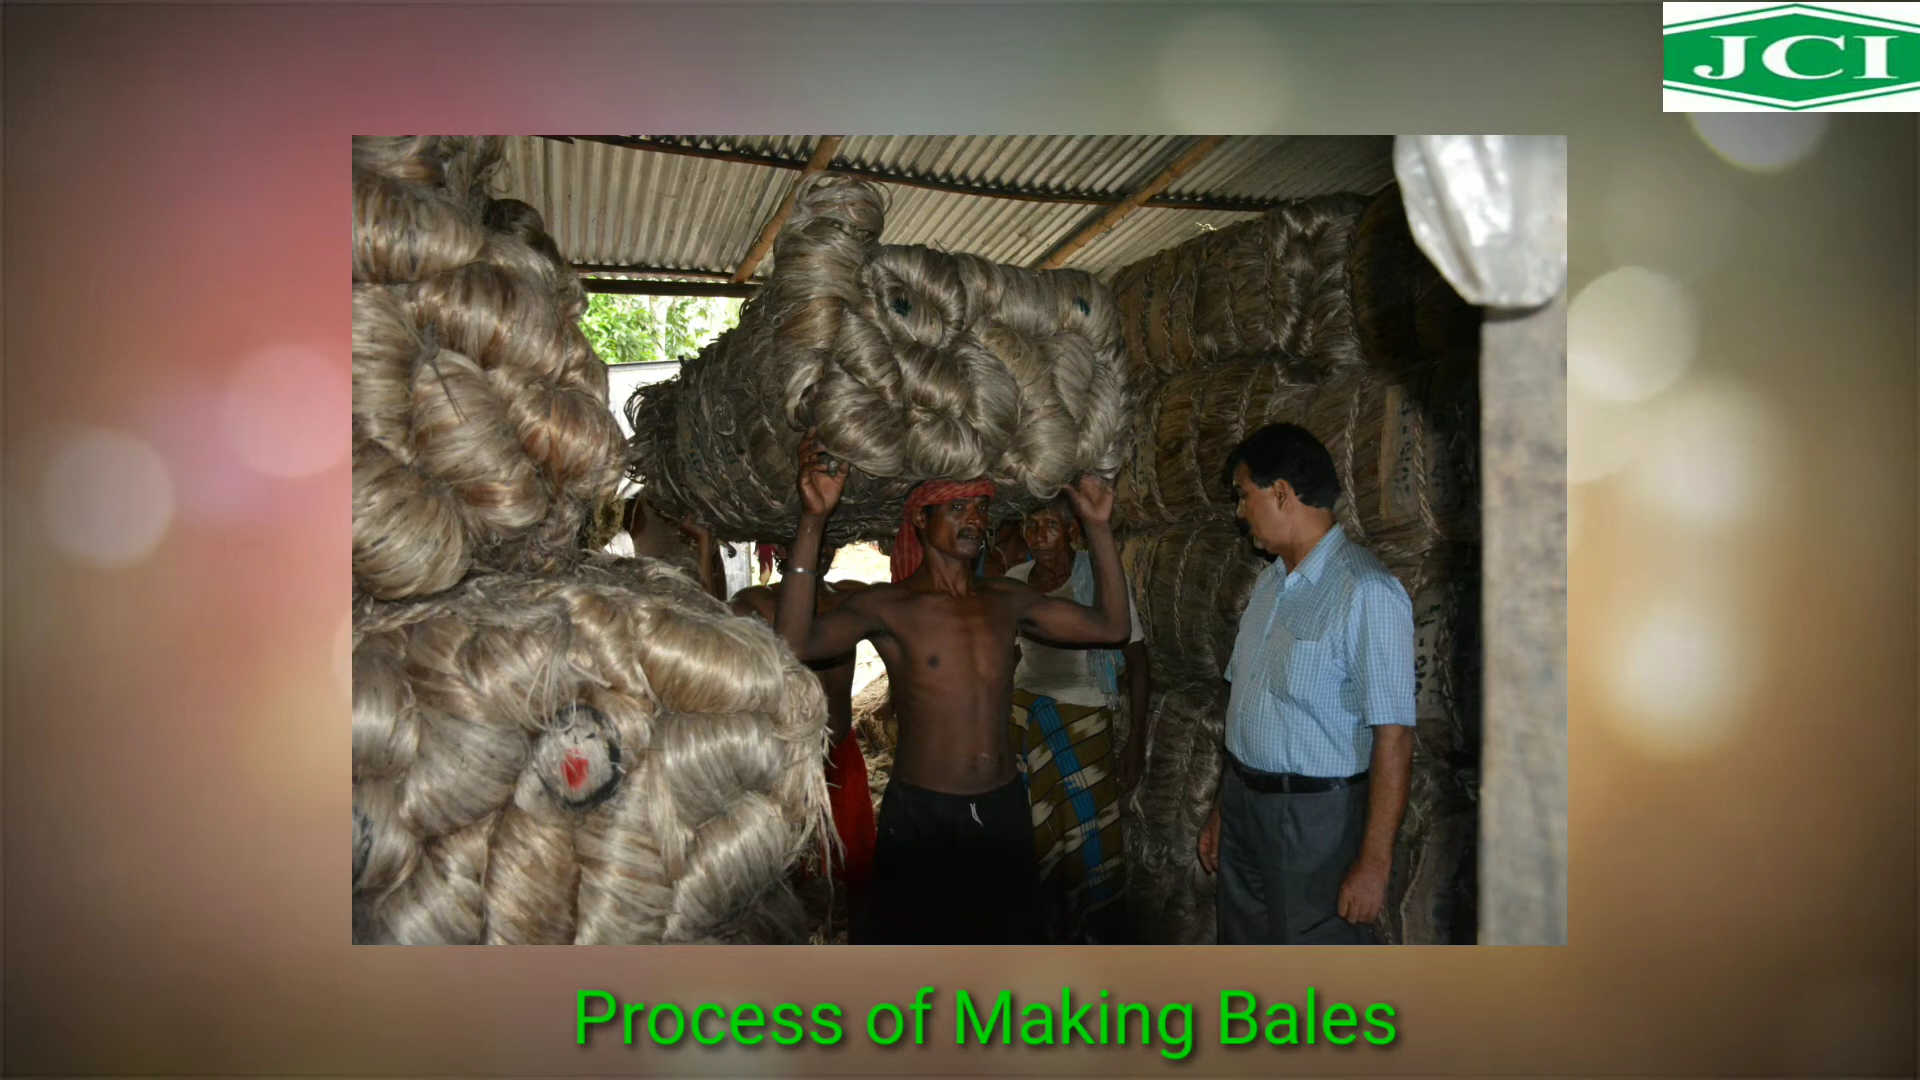 JCI
Process of Making Bales